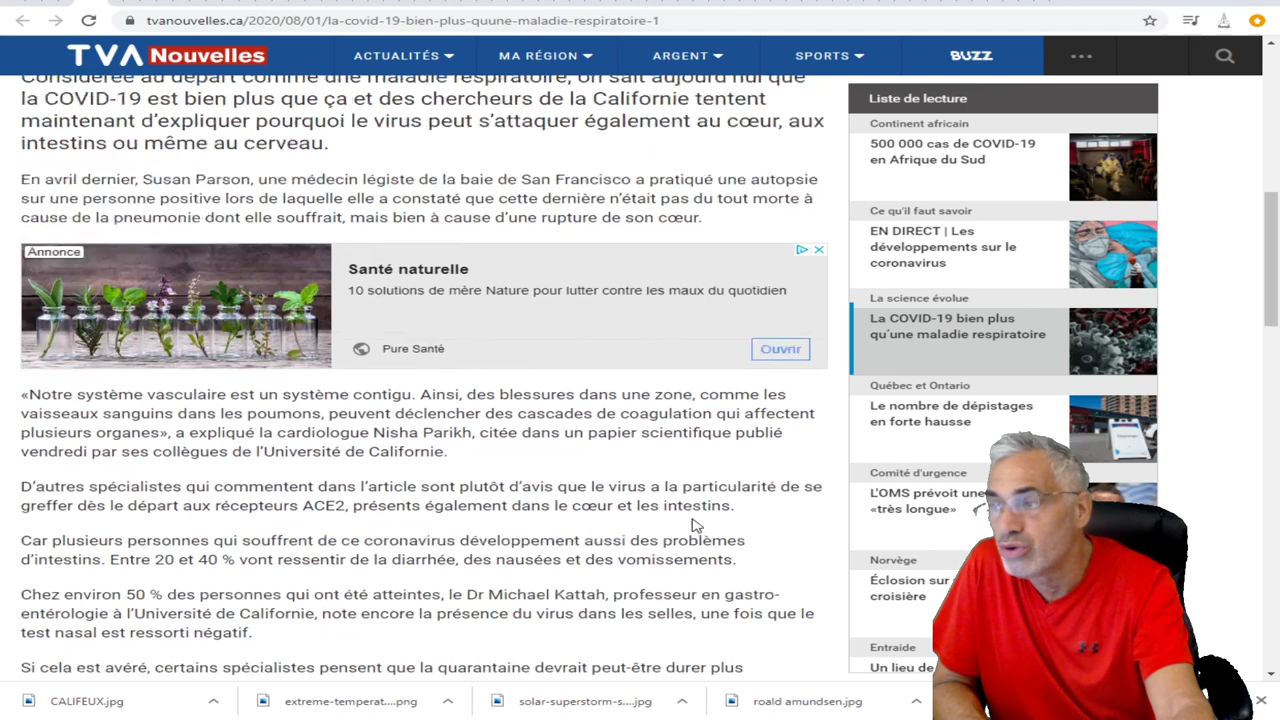 tvanouvelles.ca/2020/08/01/la-covid-19-bien-plus-quune-maladie-respiratoire-1
TVA Nouvelles
ACTUALITÉS
MA RÉGION
ARGENT
SPORTS
BUZZ
Considérée au départ comme une maladie respiratoire, on sait aujourd'hui que
la COVID-19 est bien plus que ça et des chercheurs de la Californie tentent
maintenant d'expliquer pourquoi le virus peut s'attaquer également au cœur, aux
intestins ou même au cerveau.
En avril dernier, Susan Parson, une médecin légiste de la baie de San Francisco a pratiqué une autopsie
sur une personne positive lors de laquelle elle a constaté que cette dernière n'était pas du tout morte à
cause de la pneumonie dont elle souffrait, mais bien à cause d'une rupture de son cœur.
Annonce
Santé naturelle
10 solutions de mère Nature pour lutter contre les maux du quotidien
Pure Santé
Ouvrir
«Notre système vasculaire est un système contigu. Ainsi, des blessures dans une zone, comme les
vaisseaux sanguins dans les poumons, peuvent déclencher des cascades de coagulation qui affectent
plusieurs organes», a expliqué la cardiologue Nisha Parikh, citée dans un papier scientifique publié
vendredi par ses collègues de l'Université de Californie.
D'autres spécialistes qui commentent dans l'article sont plutôt d'avis que le virus a la particularité de se
greffer dès le départ aux récepteurs ACE2, présents également dans le cœur et les intestins.
Car plusieurs personnes qui souffrent de ce coronavirus développement aussi des problèmes
d'intestins. Entre 20 et 40 % vont ressentir de la diarrhée, des nausées et des vomissements.
Chez environ 50 % des personnes qui ont été atteintes, le Dr Michael Kattah, professeur en gastro-
entérologie à l'Université de Californie, note encore la présence du virus dans les selles, une fois que le
test nasal est ressorti négatif.
Si cela est avéré, certains spécialistes pensent que la quarantaine devrait peut-être durer plus
Liste de lecture
Continent africain
500 000 cas de COVID-19
en Afrique du Sud
Ce qu'il faut savoir
EN DIRECT | Les
développements sur le
coronavirus
La science évolue
La COVID-19 bien plus
qu'une maladie respiratoire
Québec et Ontario
Le nombre de dépistages
en forte hausse
Comité d'urgence
L'OMS prévoit une
«très longue»
Norvège
Éclosion sur
croisière
Entraide
Un lieu de
CALIFEUX.jpg
extreme-temperat....png
solar-superstorm-s....jpg
roald amundsen.jpg